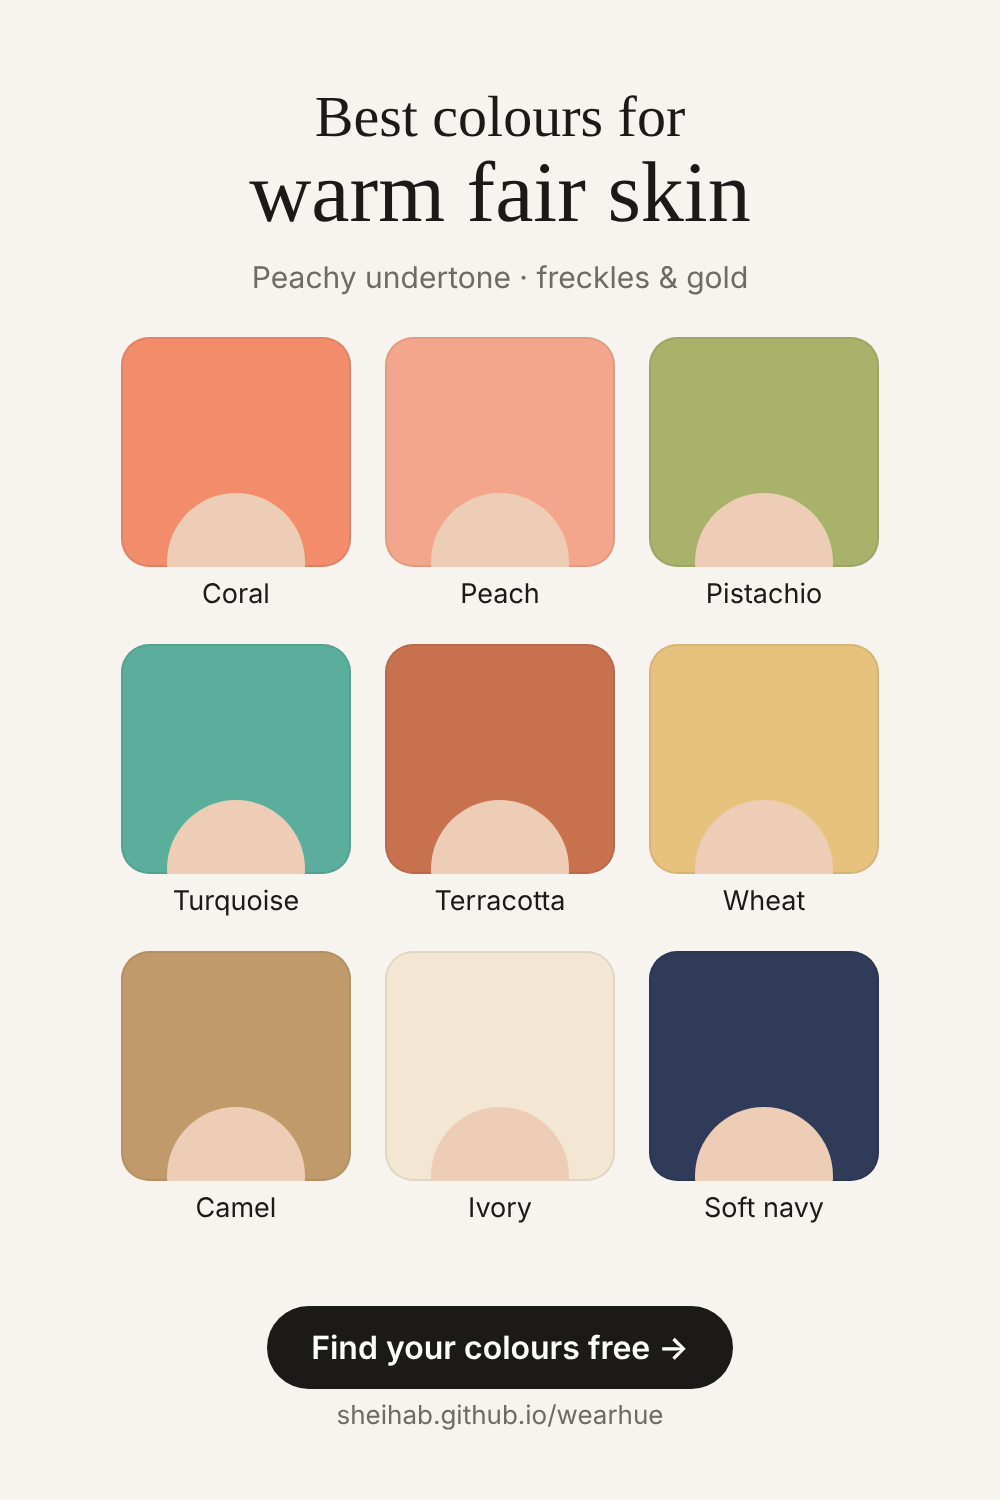 Best colours for
warm fair skin
Peachy undertone · freckles & gold
Coral
Peach
Pistachio
Turquoise
Terracotta
Wheat
Camel
Ivory
Soft navy
Find your colours free →
sheihab.github.io/wearhue